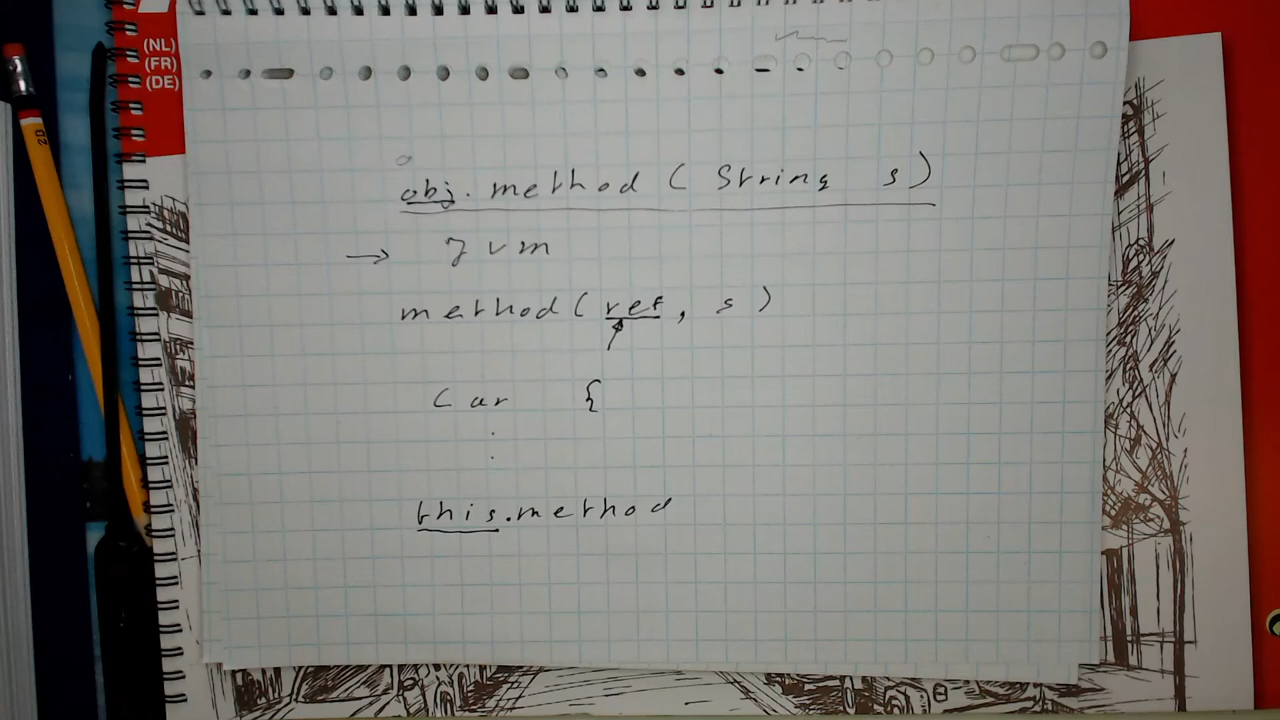 (NL)
(FR)
(DE)
obj.method ( String s )
→ JVM
method ( ref , s )
Car {
:
this.method